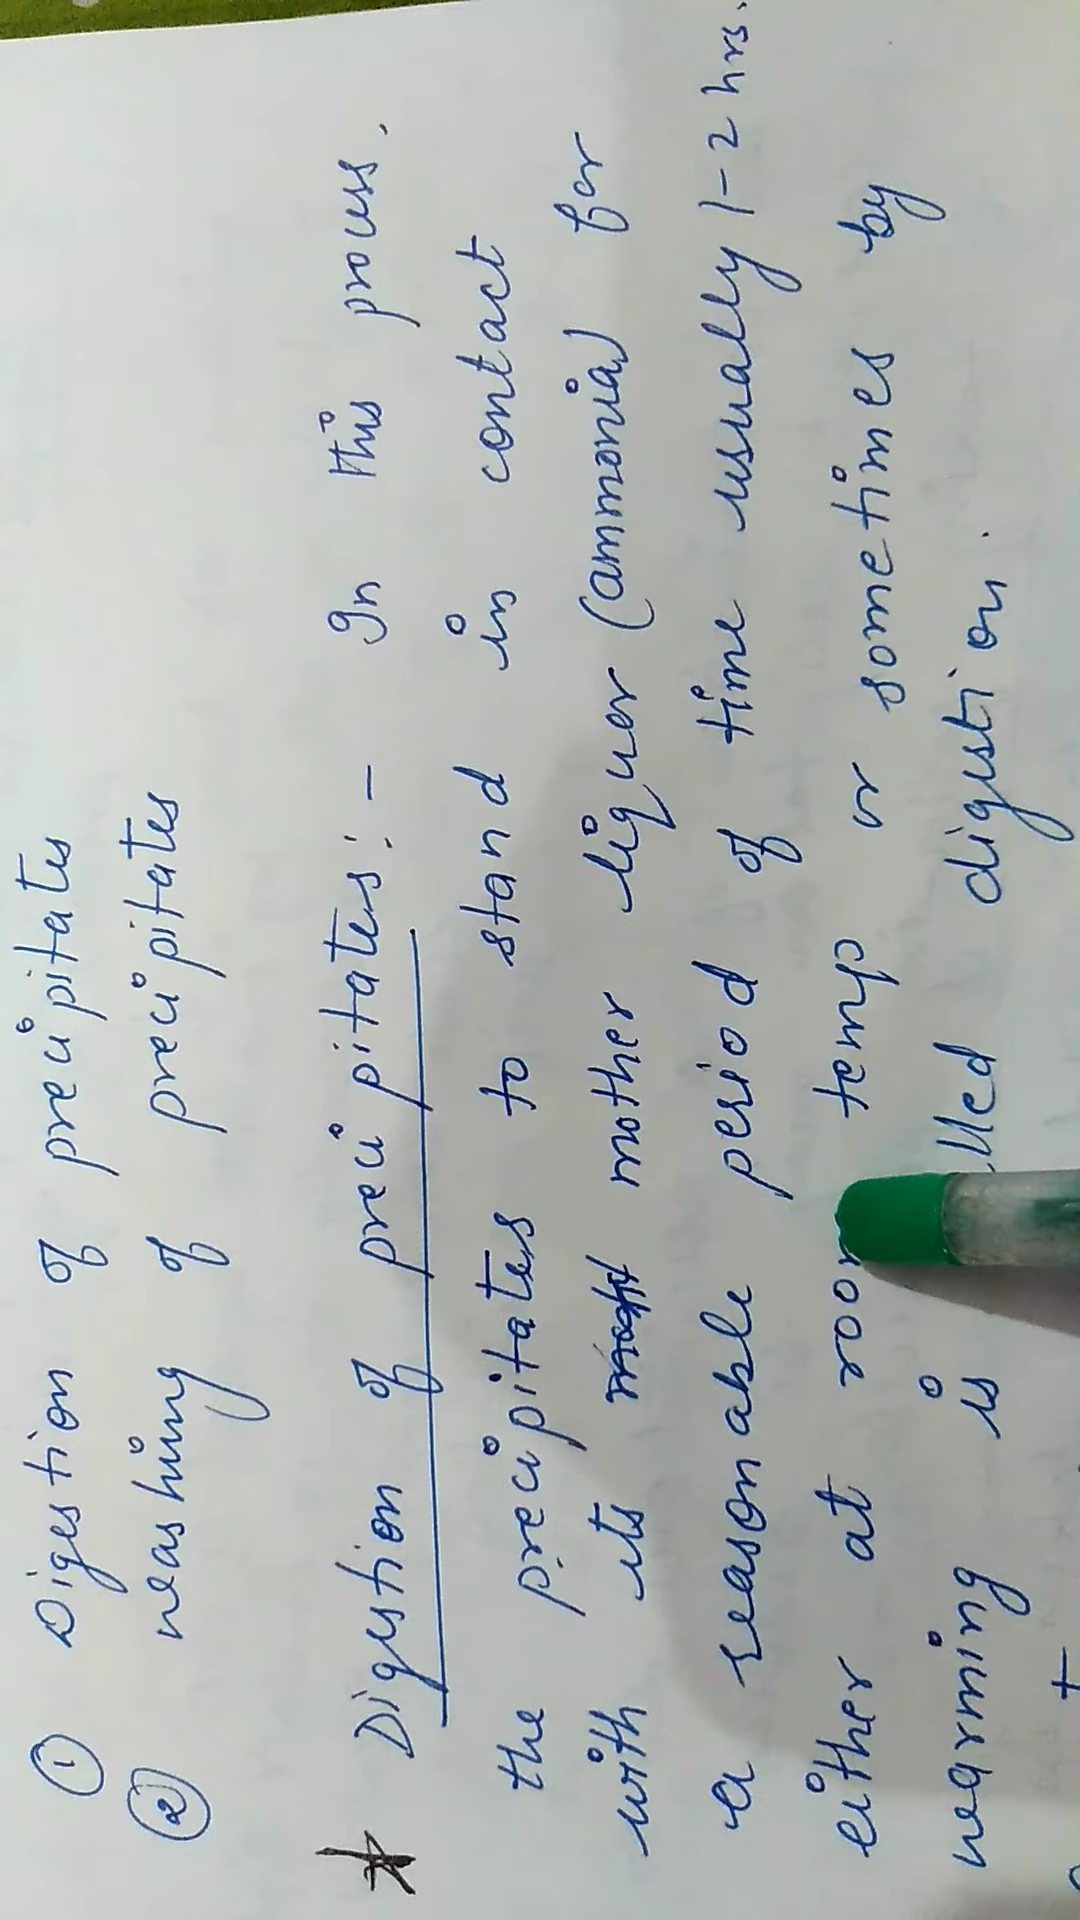 ① Digestion of precipitates
② washing of precipitates
* Digestion of precipitates :- In this process.
the precipitates to stand in contact
with its mother liquor (ammonia) for
a reasonable period of time usually 1-2 hrs.
either at room temp or sometimes by
warming is called digestion.